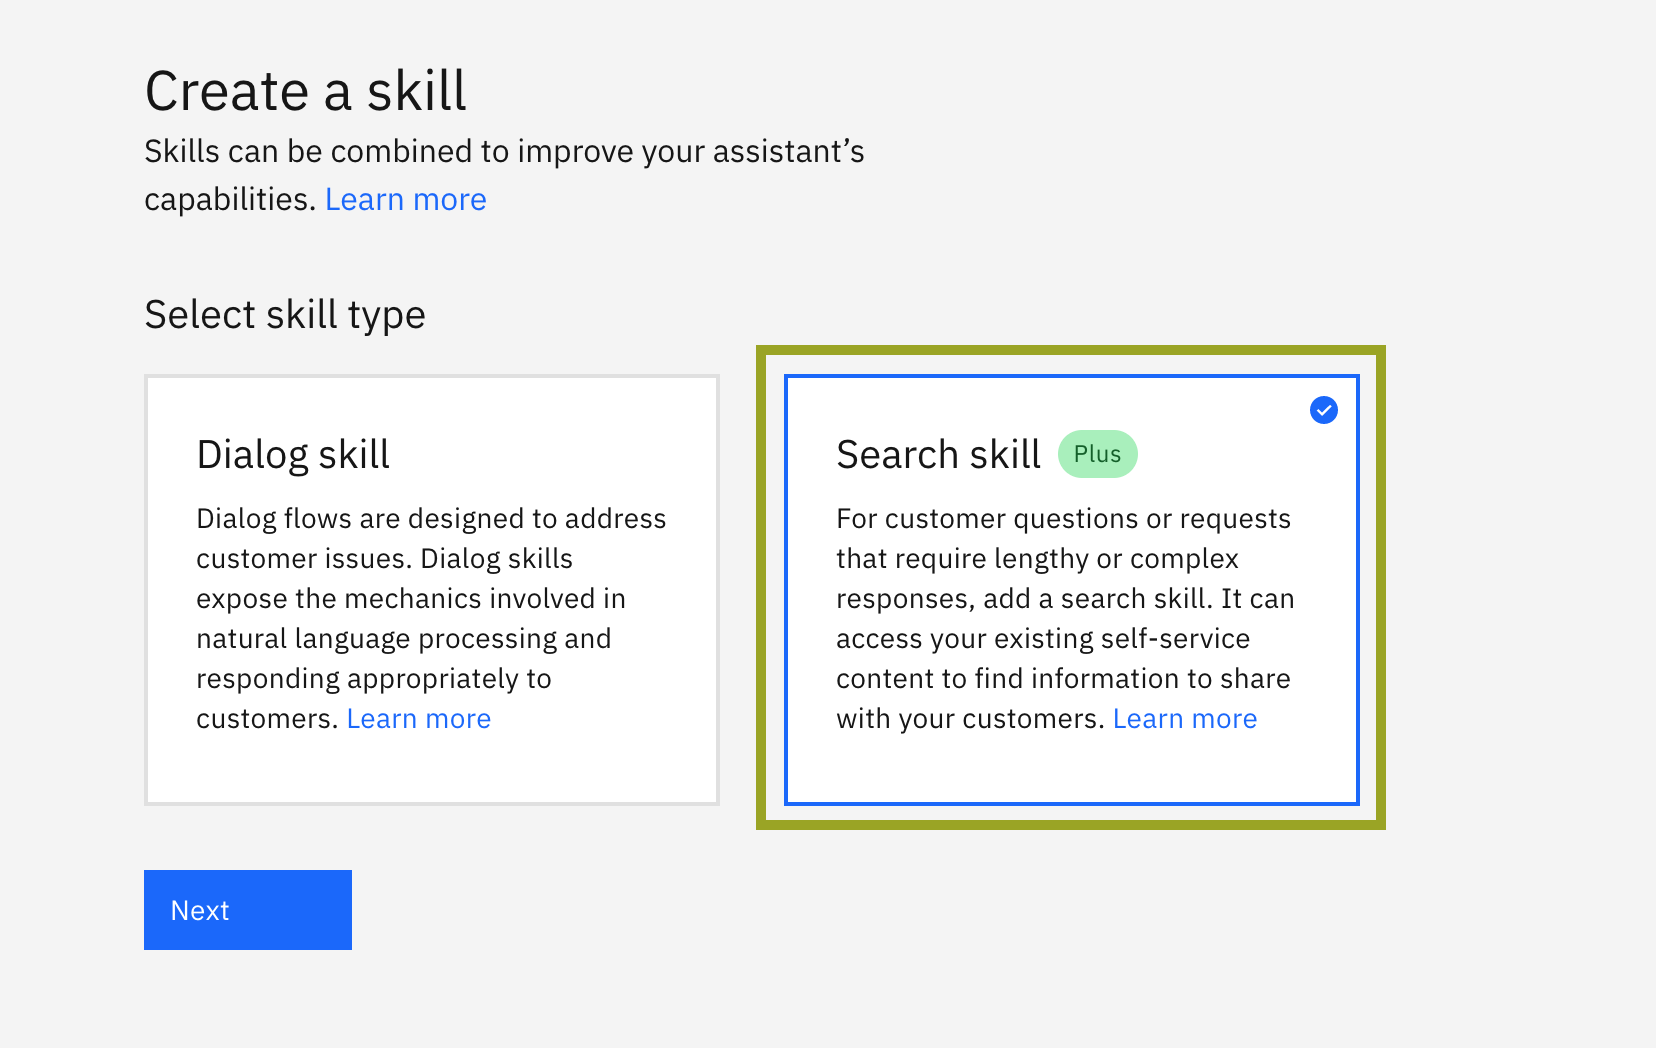 Create a skill
Skills can be combined to improve your assistant’s
capabilities. Learn more
Select skill type
Dialog skill
Dialog flows are designed to address
customer issues. Dialog skills
expose the mechanics involved in
natural language processing and
responding appropriately to
customers. Learn more
Search skill Plus
For customer questions or requests
that require lengthy or complex
responses, add a search skill. It can
access your existing self-service
content to find information to share
with your customers. Learn more
Next